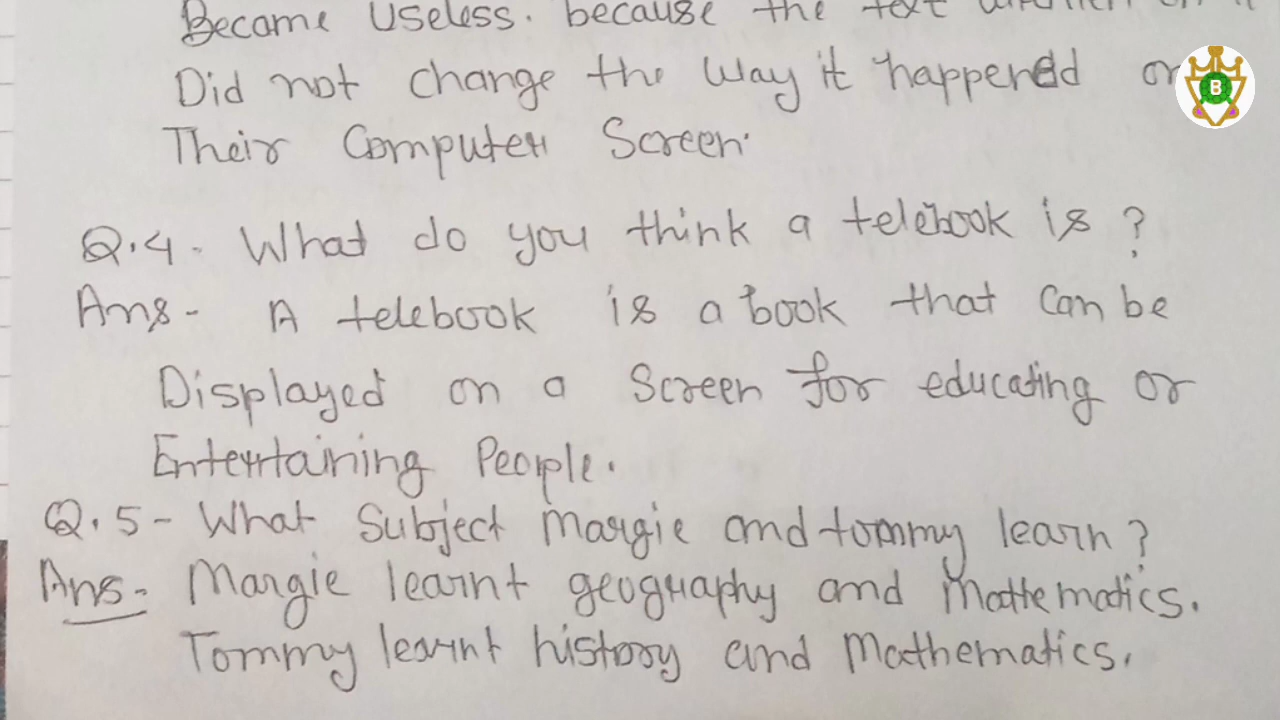 Became Useless. because the text
Did not change the way it happened on
Their Computer Screen.
Q.4. What do you think a telebook is ?
Ans- A telebook is a book that can be
Displayed on a Screen for educating or
Entertaining People.
Q.5- What Subject Margie and tommy learn ?
Ans- Margie learnt geography and Mathematics.
Tommy learnt history and Mathematics.
B